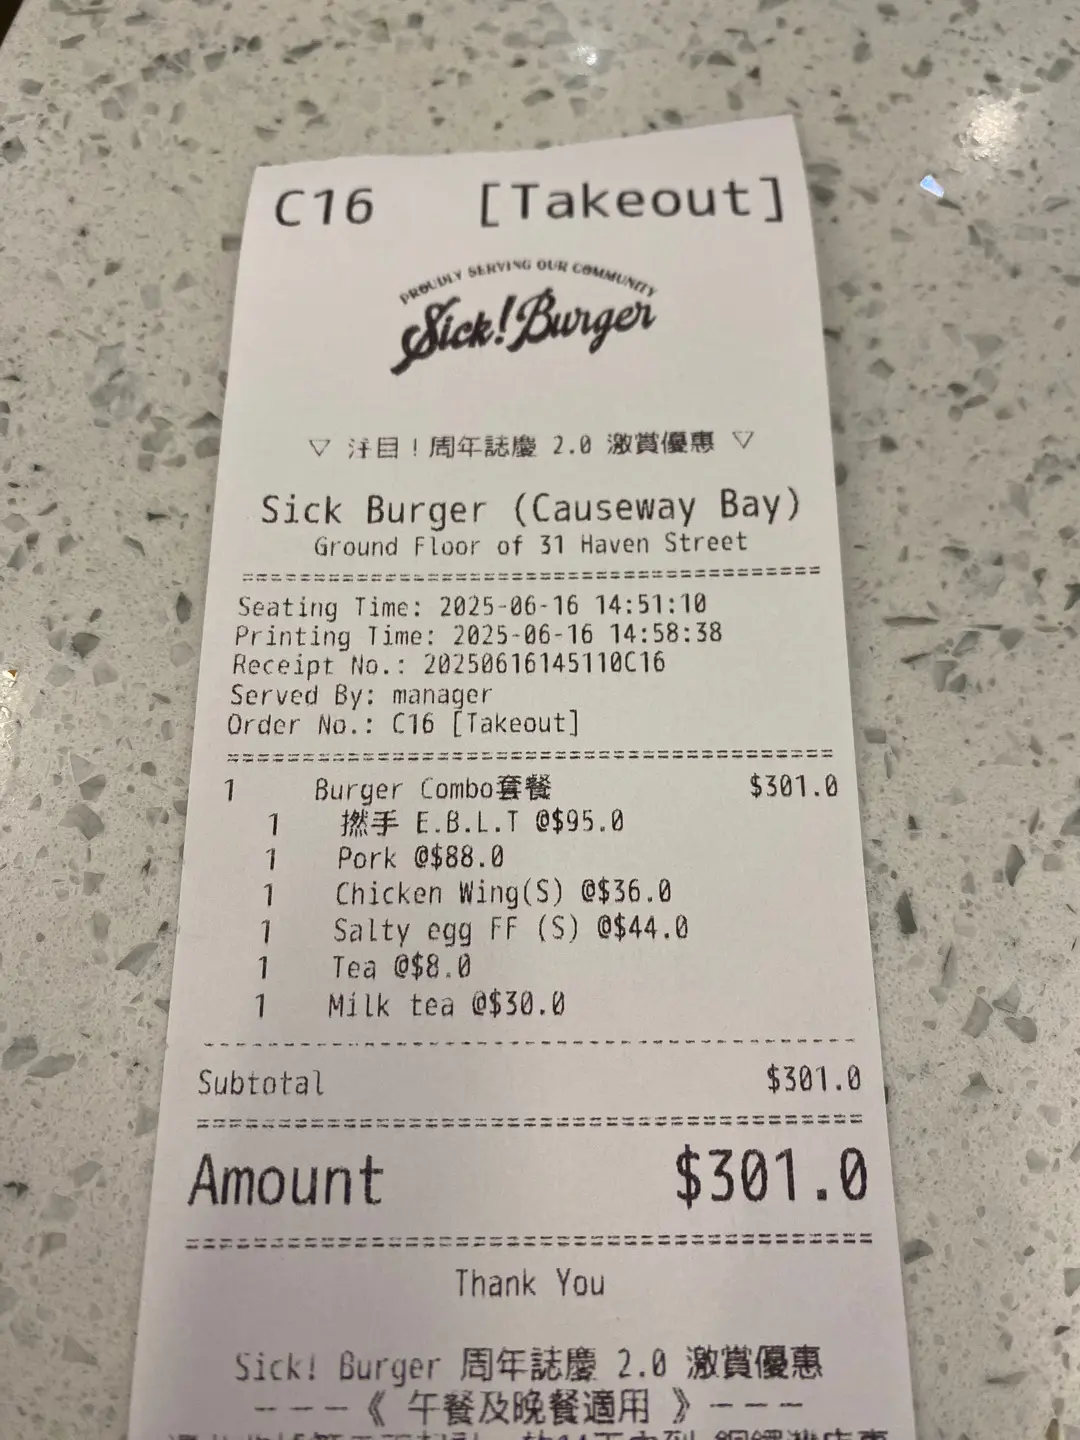 C16 [Takeout]
PROUDLY SERVING OUR COMMUNITY
Sick! Burger
▽ 注目！周年誌慶 2.0 激賞優惠 ▽
Sick Burger (Causeway Bay)
Ground Floor of 31 Haven Street
Seating Time: 2025-06-16 14:51:10
Printing Time: 2025-06-16 14:58:38
Receipt No.: 20250616145110C16
Served By: manager
Order No.: C16 [Takeout]
1 Burger Combo套餐 $301.0
1 撚手 E.B.L.T @$95.0
1 Pork @$88.0
1 Chicken Wing(S) @$36.0
1 Salty egg FF (S) @$44.0
1 Tea @$8.0
1 Milk tea @$30.0
Subtotal $301.0
Amount $301.0
Thank You
Sick! Burger 周年誌慶 2.0 激賞優惠
---《 午餐及晚餐適用 》---